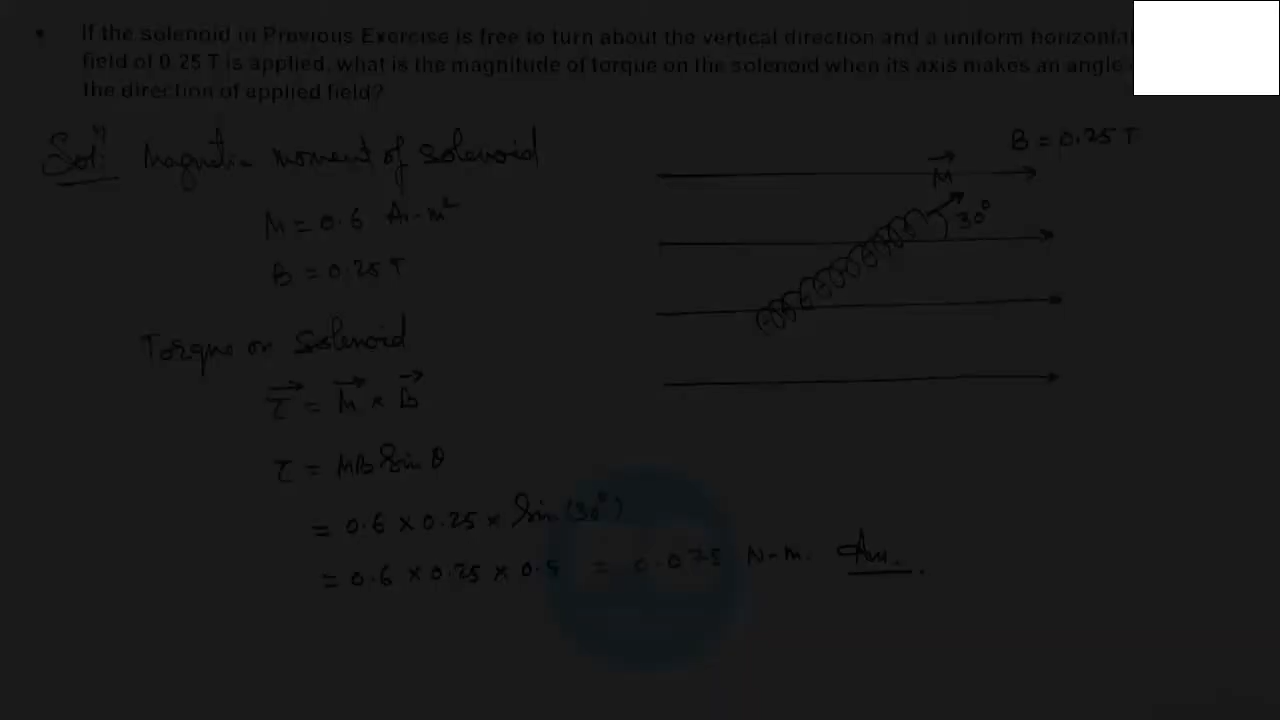 • If the solenoid in Previous Exercise is free to turn about the vertical direction and a uniform horizontal
field of 0.25 T is applied, what is the magnitude of torque on the solenoid when its axis makes an angle
the direction of applied field?
Solⁿ: Magnetic moment of solenoid
M = 0.6 A-m²
B = 0.25 T
Torque on Solenoid
τ⃗ = M⃗ × B⃗
τ = MB Sin θ
= 0.6 × 0.25 × Sin (30°)
= 0.6 × 0.25 × 0.5 = 0.075 N-m. Ans.
B = 0.25 T
M⃗
30°